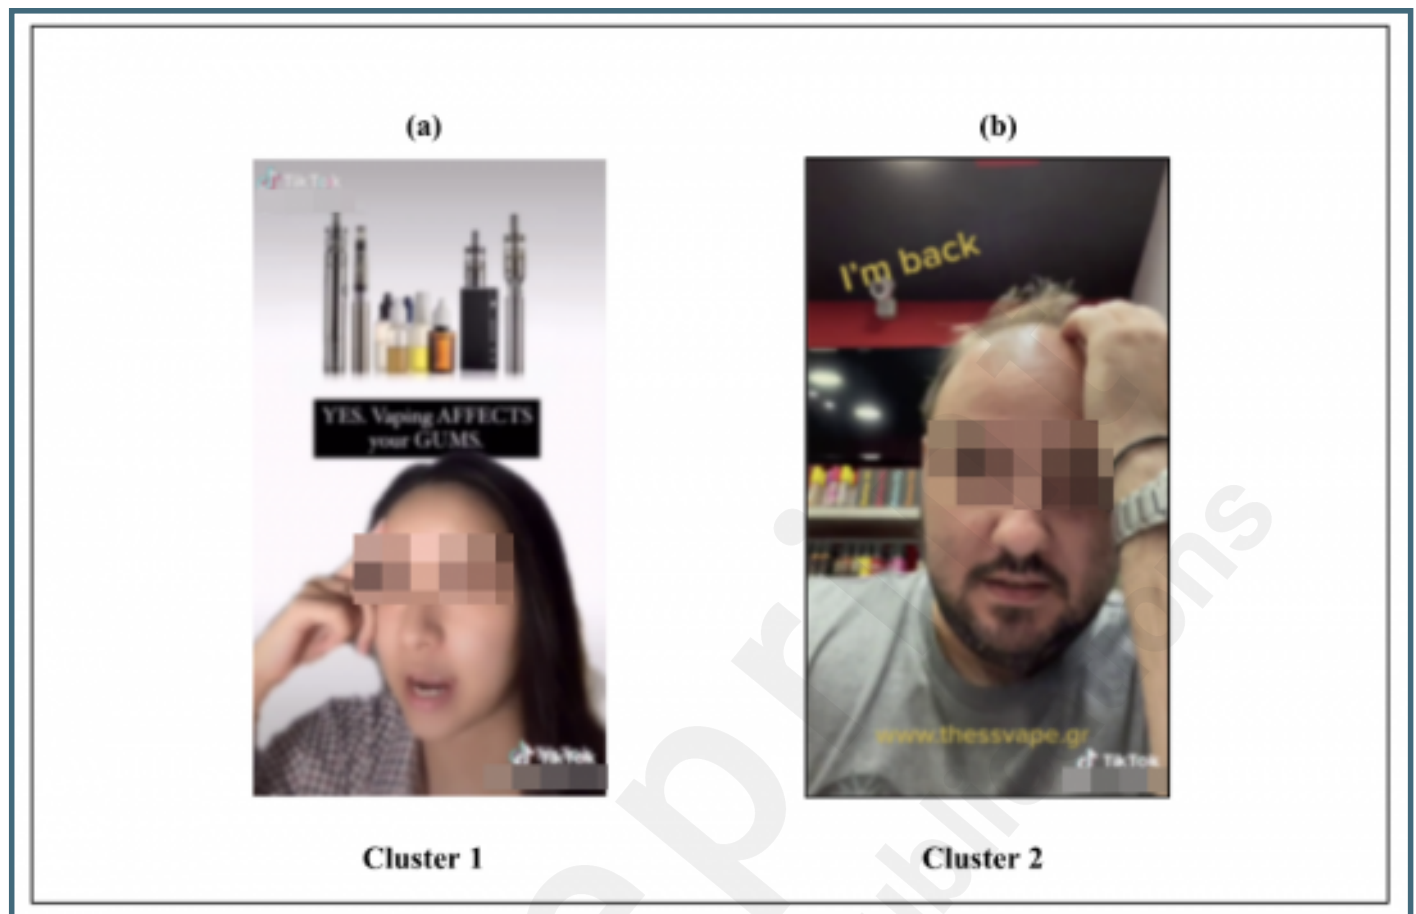 (a)
(b)
TikTok
I'm back
YES. Vaping AFFECTS
your GUMS.
www.thessvape.gr
TikTok
TikTok
Cluster 1
Cluster 2